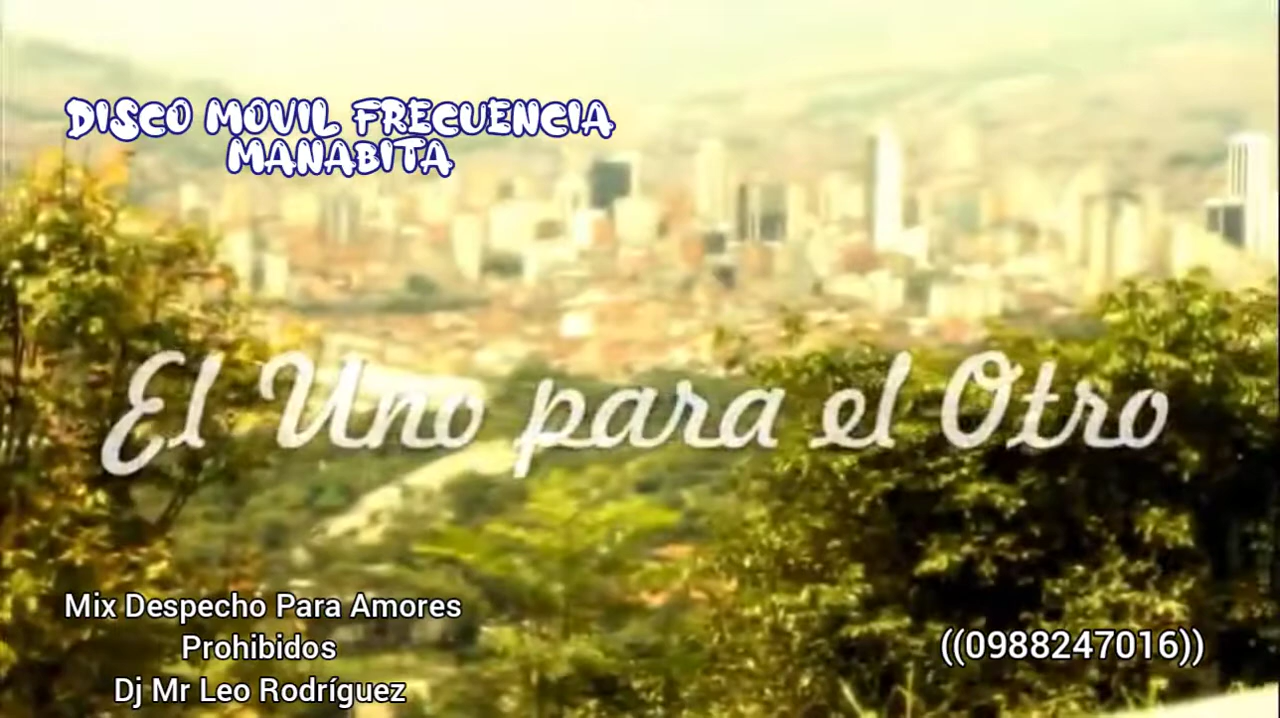 DISCO MOVIL FRECUENCIA
MANABITA
El Uno para el Otro
Mix Despecho Para Amores
Prohibidos
Dj Mr Leo Rodríguez
((0988247016))